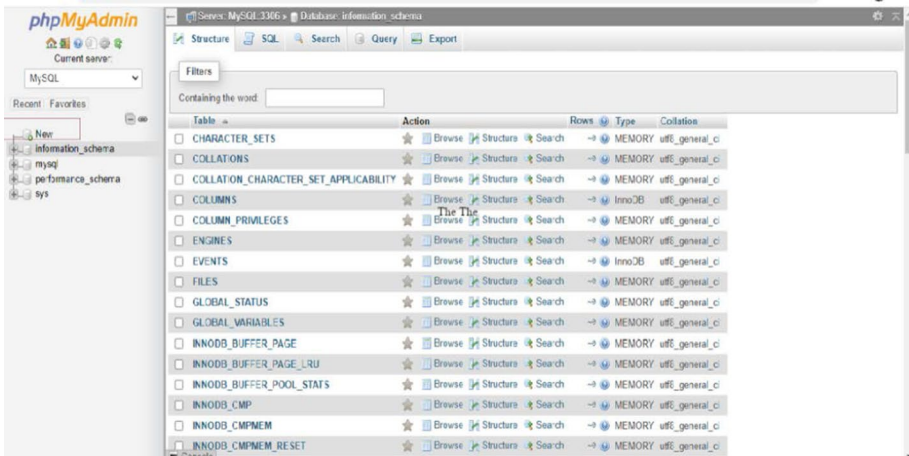 phpMyAdmin
Current server:
MySQL
Recent Favorites
New
information_schema
mysql
performance_schema
sys
Server: MySQL:3306 » Database: information_schema
Structure SQL Search Query Export
Filters
Containing the word:
Table Action Rows Type Collation
CHARACTER_SETS Browse Structure Search MEMORY utf8_general_ci
COLLATIONS Browse Structure Search MEMORY utf8_general_ci
COLLATION_CHARACTER_SET_APPLICABILITY Browse Structure Search MEMORY utf8_general_ci
COLUMNS Browse Structure Search InnoDB utf8_general_ci
The The
COLUMN_PRIVILEGES Browse Structure Search MEMORY utf8_general_ci
ENGINES Browse Structure Search MEMORY utf8_general_ci
EVENTS Browse Structure Search InnoDB utf8_general_ci
FILES Browse Structure Search MEMORY utf8_general_ci
GLOBAL_STATUS Browse Structure Search MEMORY utf8_general_ci
GLOBAL_VARIABLES Browse Structure Search MEMORY utf8_general_ci
INNODB_BUFFER_PAGE Browse Structure Search MEMORY utf8_general_ci
INNODB_BUFFER_PAGE_LRU Browse Structure Search MEMORY utf8_general_ci
INNODB_BUFFER_POOL_STATS Browse Structure Search MEMORY utf8_general_ci
INNODB_CMP Browse Structure Search MEMORY utf8_general_ci
INNODB_CMPMEM Browse Structure Search MEMORY utf8_general_ci
INNODB_CMPMEM_RESET Browse Structure Search MEMORY utf8_general_ci